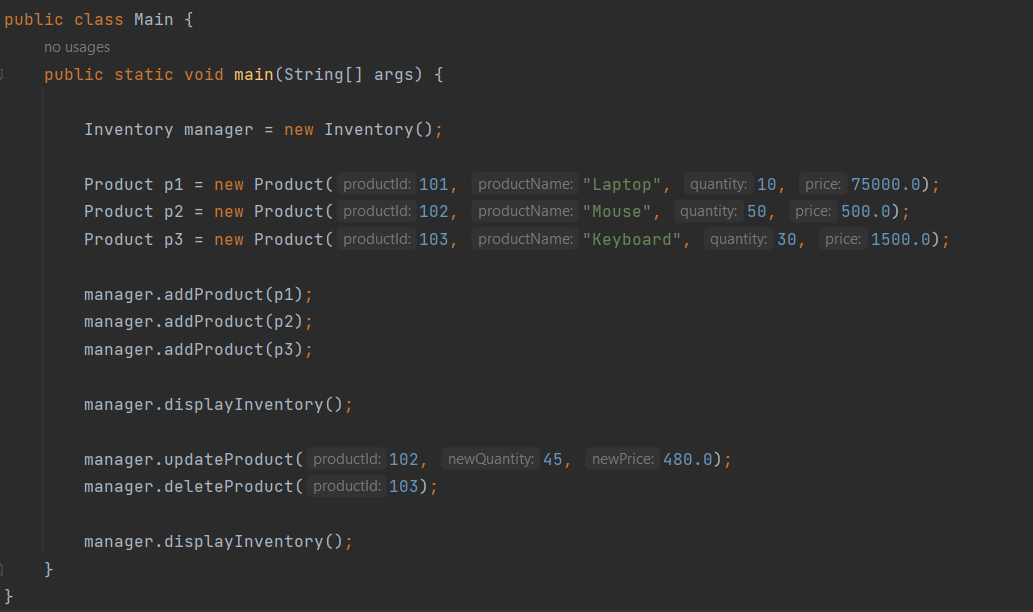 public class Main {
no usages
public static void main(String[] args) {
Inventory manager = new Inventory();
Product p1 = new Product( productId: 101, productName: "Laptop", quantity: 10, price: 75000.0);
Product p2 = new Product( productId: 102, productName: "Mouse", quantity: 50, price: 500.0);
Product p3 = new Product( productId: 103, productName: "Keyboard", quantity: 30, price: 1500.0);
manager.addProduct(p1);
manager.addProduct(p2);
manager.addProduct(p3);
manager.displayInventory();
manager.updateProduct( productId: 102, newQuantity: 45, newPrice: 480.0);
manager.deleteProduct( productId: 103);
manager.displayInventory();
}
}